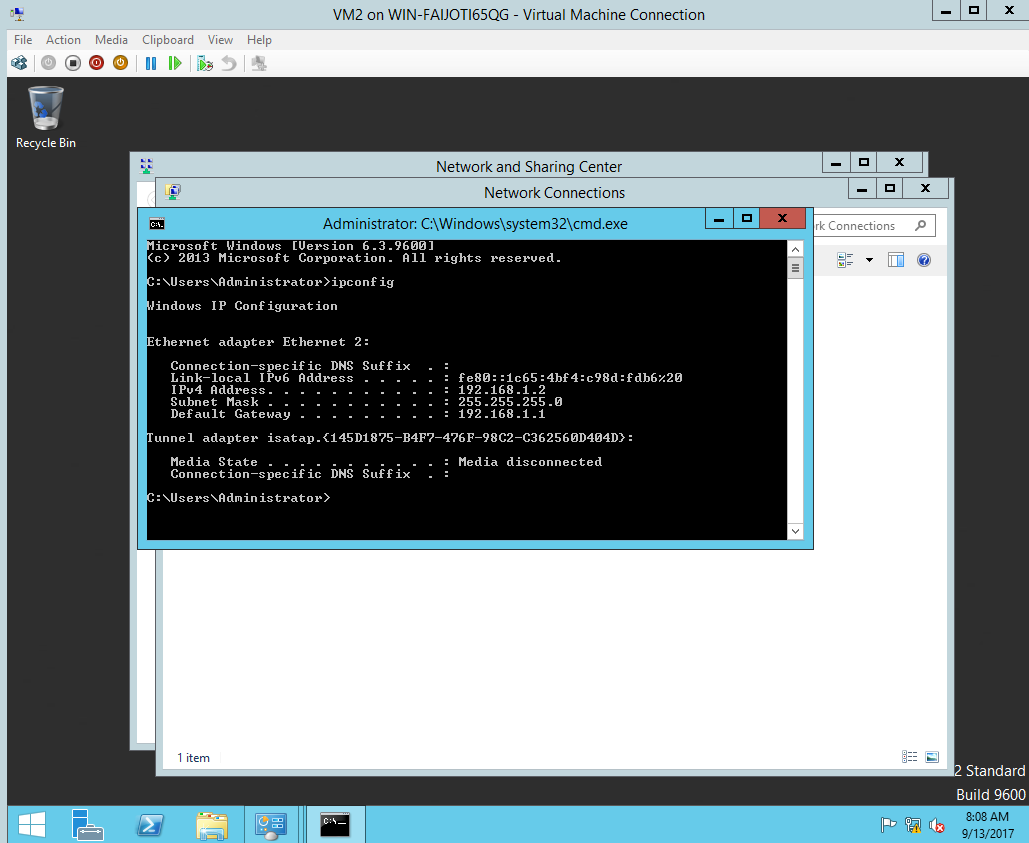 VM2 on WIN-FAIJOTI65QG - Virtual Machine Connection
File Action Media Clipboard View Help
Recycle Bin
Network and Sharing Center
Network Connections
Administrator: C:\Windows\system32\cmd.exe
rk Connections
Microsoft Windows [Version 6.3.9600]
(c) 2013 Microsoft Corporation. All rights reserved.
C:\Users\Administrator>ipconfig
Windows IP Configuration
Ethernet adapter Ethernet 2:
Connection-specific DNS Suffix  . :
Link-local IPv6 Address . . . . . : fe80::1c65:4bf4:c98d:fdb6%20
IPv4 Address. . . . . . . . . . . : 192.168.1.2
Subnet Mask . . . . . . . . . . . : 255.255.255.0
Default Gateway . . . . . . . . . : 192.168.1.1
Tunnel adapter isatap.{145D1875-B4F7-476F-98C2-C362560D404D}:
Media State . . . . . . . . . . . : Media disconnected
Connection-specific DNS Suffix  . :
C:\Users\Administrator>
1 item
2 Standard
Build 9600
8:08 AM
9/13/2017